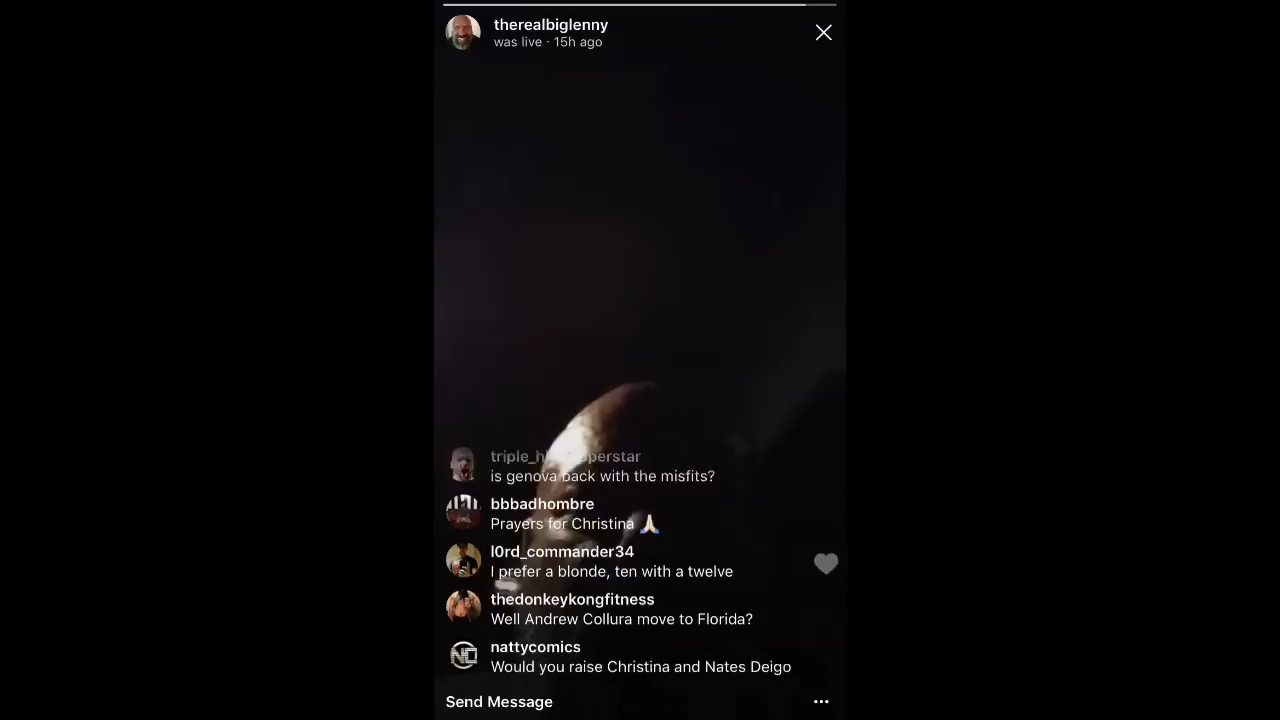 therealbiglenny
was live · 15h ago
is genova back with the misfits?
bbbadhombre
Prayers for Christina 🙏
l0rd_commander34
I prefer a blonde, ten with a twelve
thedonkeykongfitness
Well Andrew Collura move to Florida?
nattycomics
Would you raise Christina and Nates Deigo
Send Message